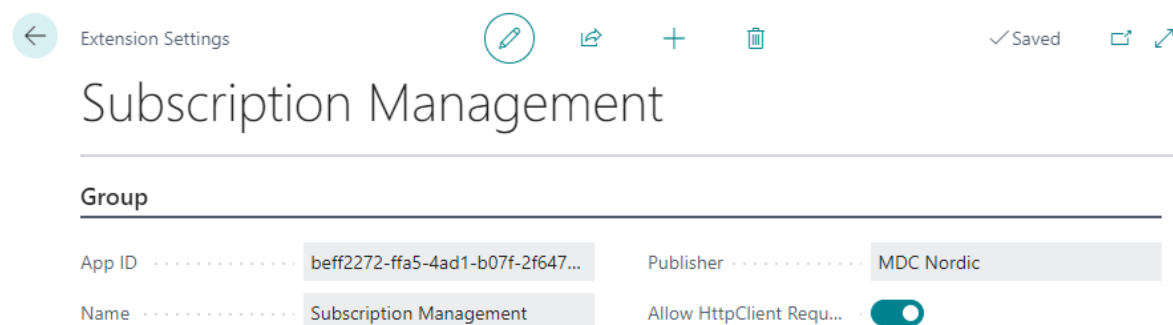 Extension Settings
Saved
Subscription Management
Group
App ID beff2272-ffa5-4ad1-b07f-2f647... Publisher MDC Nordic
Name Subscription Management Allow HttpClient Requ...